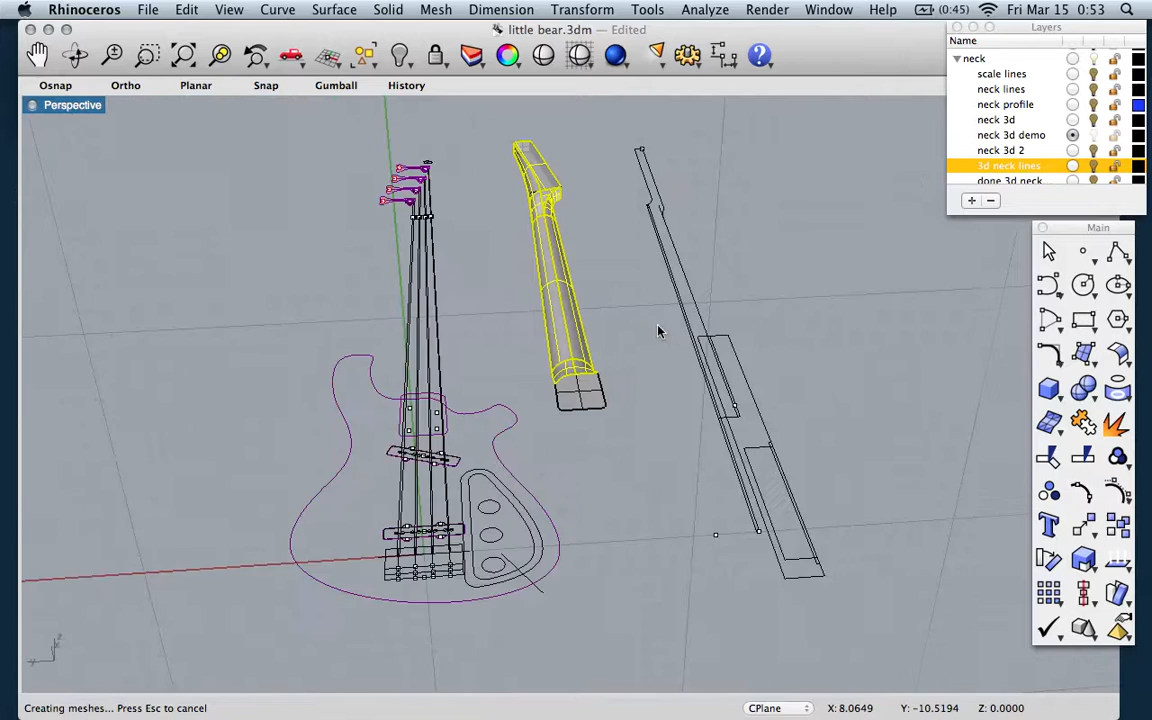 Rhinoceros File Edit View Curve Surface Solid Mesh Dimension Transform Tools Analyze Render Window Help (0:45) Fri Mar 15 0:53
little bear.3dm — Edited
Layers
Name
neck
scale lines
neck lines
neck profile
neck 3d
neck 3d demo
neck 3d 2
3d neck lines
done 3d neck
Osnap Ortho Planar Snap Gumball History
Perspective
Main
z
y
Creating meshes... Press Esc to cancel
CPlane X: 8.0649 Y: -10.5194 Z: 0.0000